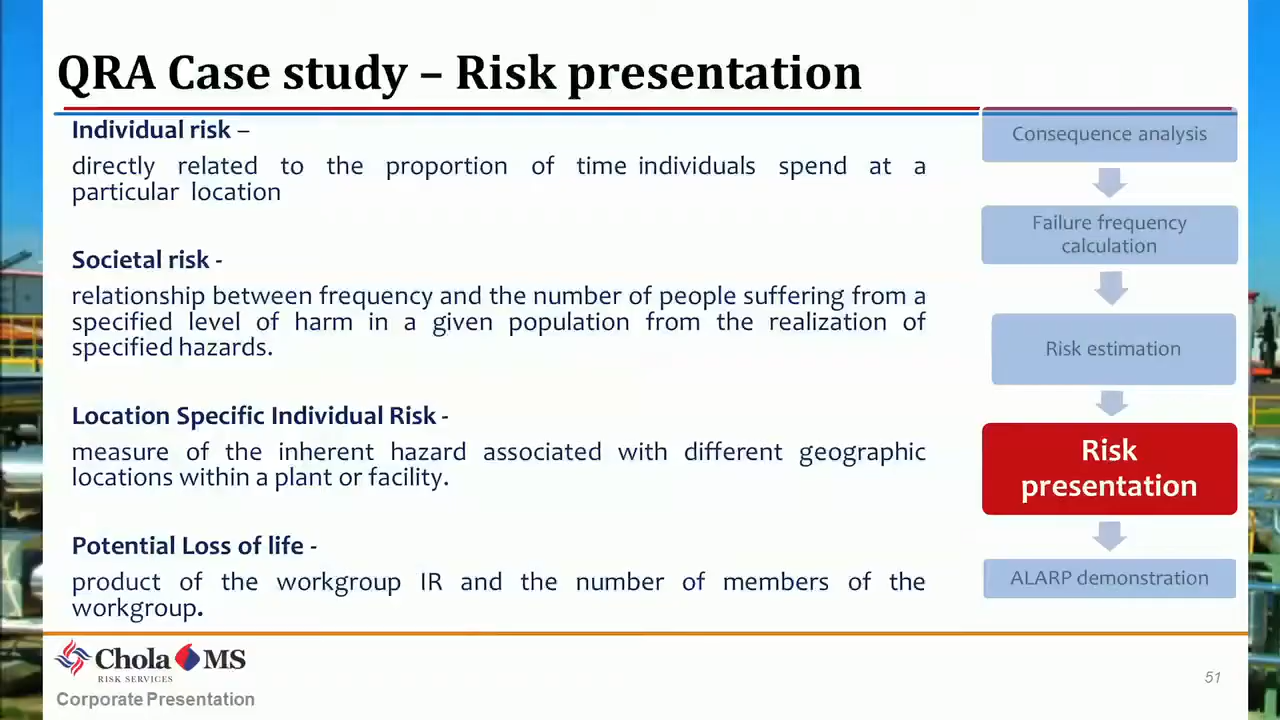 QRA Case study – Risk presentation
Individual risk –
directly related to the proportion of time individuals spend at a
particular location
Societal risk -
relationship between frequency and the number of people suffering from a
specified level of harm in a given population from the realization of
specified hazards.
Location Specific Individual Risk -
measure of the inherent hazard associated with different geographic
locations within a plant or facility.
Potential Loss of life -
product of the workgroup IR and the number of members of the
workgroup.
Consequence analysis
Failure frequency
calculation
Risk estimation
Risk
presentation
ALARP demonstration
Chola MS
RISK SERVICES
Corporate Presentation
51